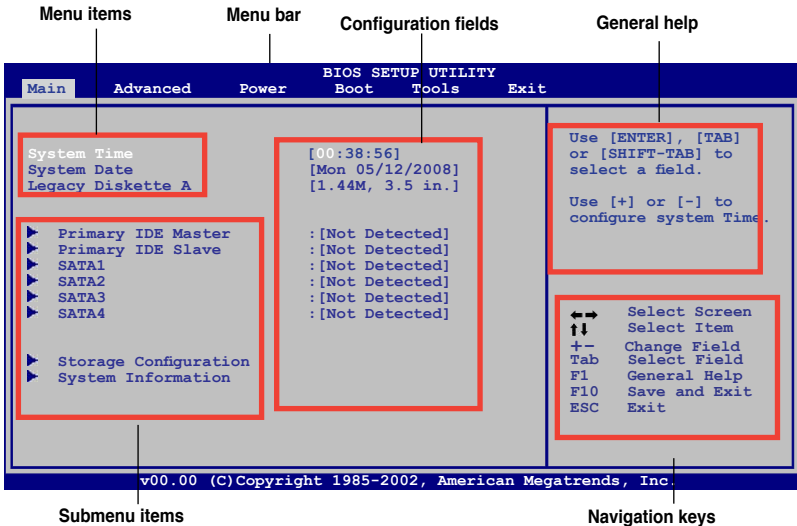 Menu items Menu bar Configuration fields General help
BIOS SETUP UTILITY
Main Advanced Power Boot Tools Exit
System Time [00:38:56]
System Date [Mon 05/12/2008]
Legacy Diskette A [1.44M, 3.5 in.]
Primary IDE Master :[Not Detected]
Primary IDE Slave :[Not Detected]
SATA1 :[Not Detected]
SATA2 :[Not Detected]
SATA3 :[Not Detected]
SATA4 :[Not Detected]
Storage Configuration
System Information
Use [ENTER], [TAB]
or [SHIFT-TAB] to
select a field.
Use [+] or [-] to
configure system Time.
←→ Select Screen
↑↓ Select Item
+- Change Field
Tab Select Field
F1 General Help
F10 Save and Exit
ESC Exit
v00.00 (C)Copyright 1985-2002, American Megatrends, Inc.
Submenu items Navigation keys